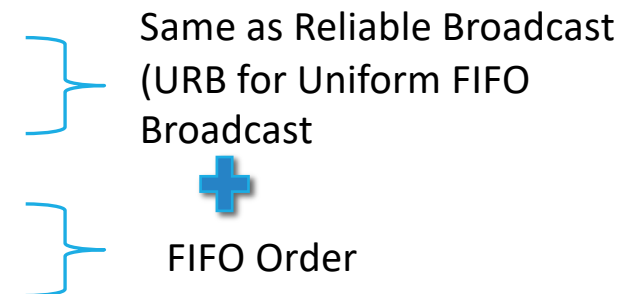 Same as Reliable Broadcast
(URB for Uniform FIFO
Broadcast
FIFO Order